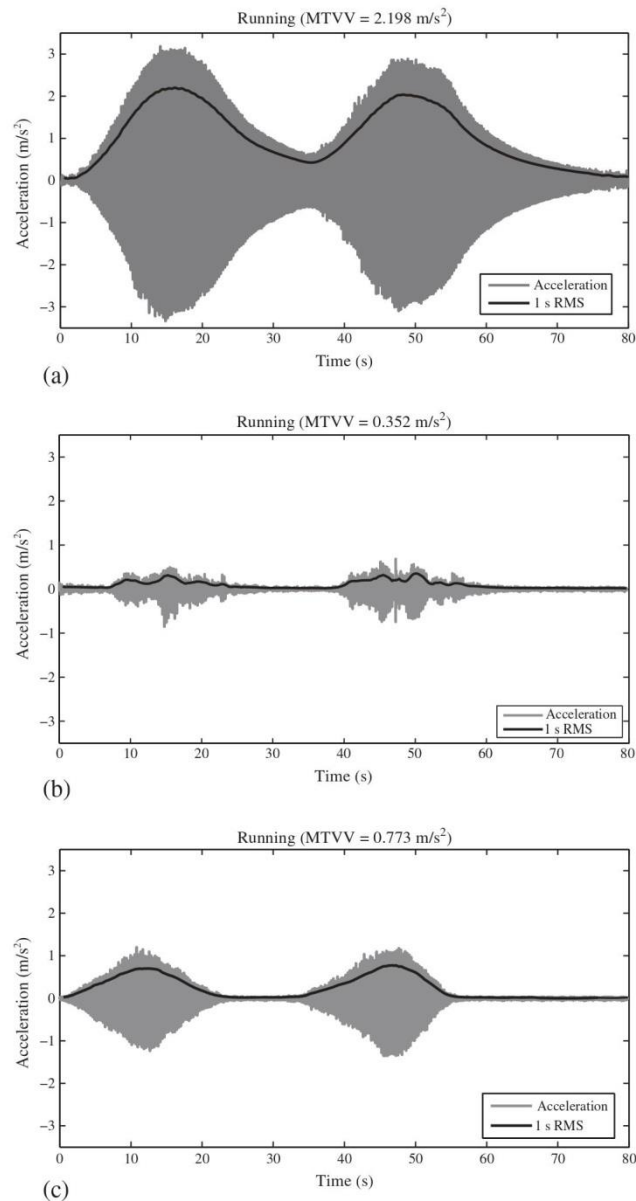 Running (MTVV = 2.198 m/s²)
3
2
1
0
−1
−2
−3
Acceleration (m/s²)
Acceleration
1 s RMS
0 10 20 30 40 50 60 70 80
Time (s)
(a)
Running (MTVV = 0.352 m/s²)
3
2
1
0
−1
−2
−3
Acceleration (m/s²)
Acceleration
1 s RMS
0 10 20 30 40 50 60 70 80
Time (s)
(b)
Running (MTVV = 0.773 m/s²)
3
2
1
0
−1
−2
−3
Acceleration (m/s²)
Acceleration
1 s RMS
0 10 20 30 40 50 60 70 80
Time (s)
(c)